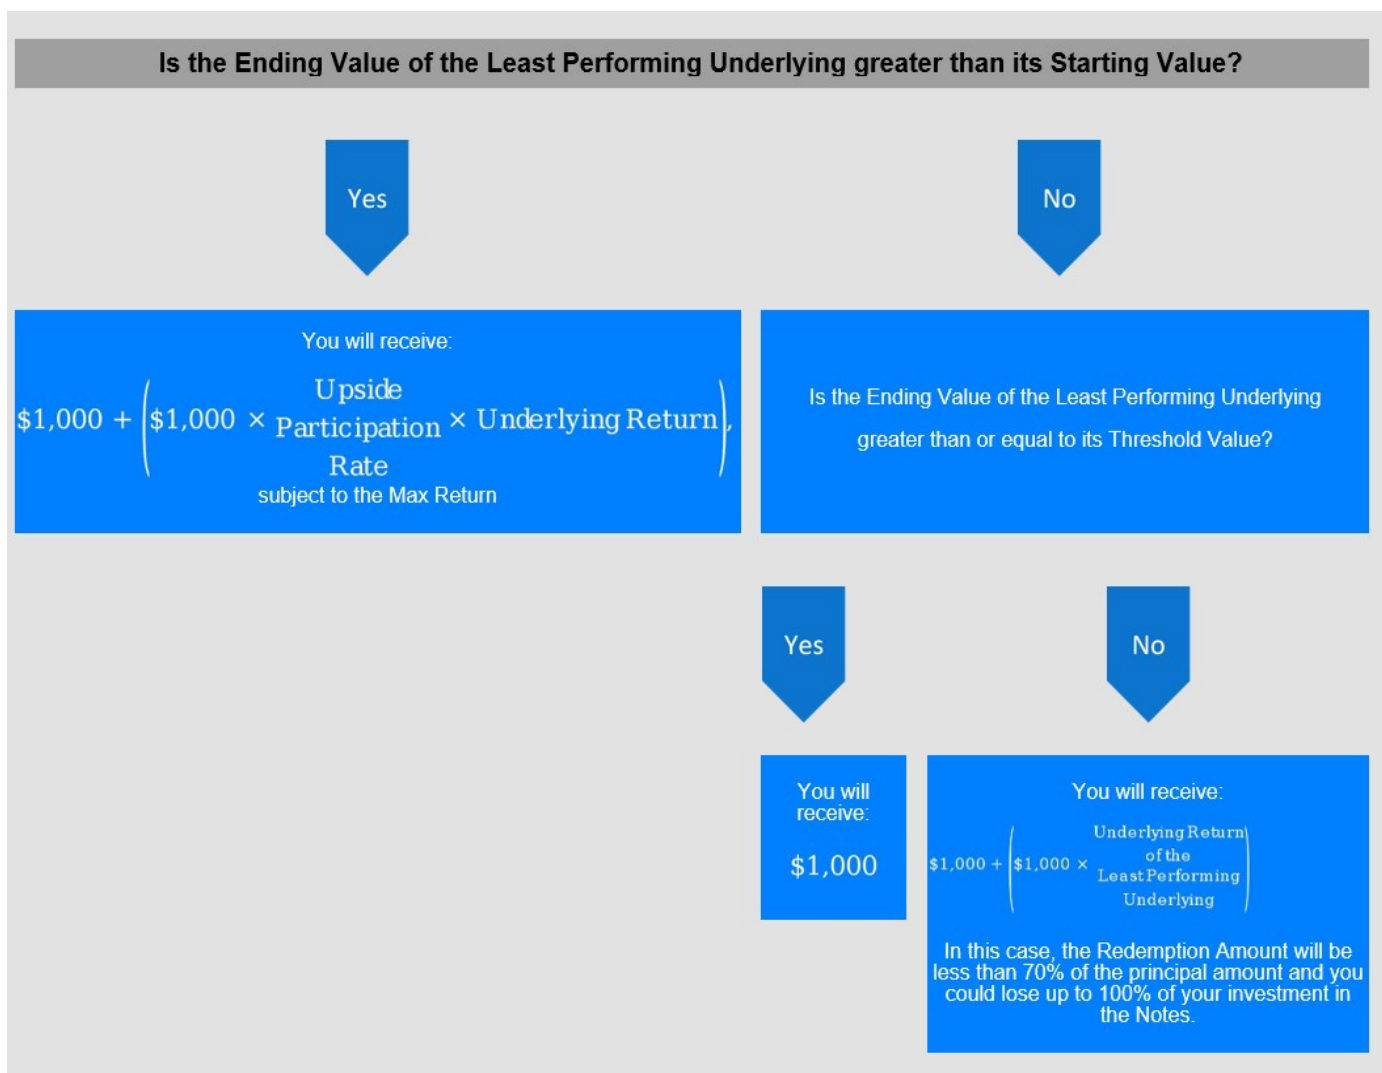 Is the Ending Value of the Least Performing Underlying greater than its Starting Value?
Yes
No
You will receive:
$1,000 + ($1,000 × Upside Participation Rate × Underlying Return),
subject to the Max Return
Is the Ending Value of the Least Performing Underlying
greater than or equal to its Threshold Value?
Yes
No
You will
receive:
$1,000
You will receive:
$1,000 + ($1,000 × Underlying Return of the Least Performing Underlying)
In this case, the Redemption Amount will be
less than 70% of the principal amount and you
could lose up to 100% of your investment in
the Notes.